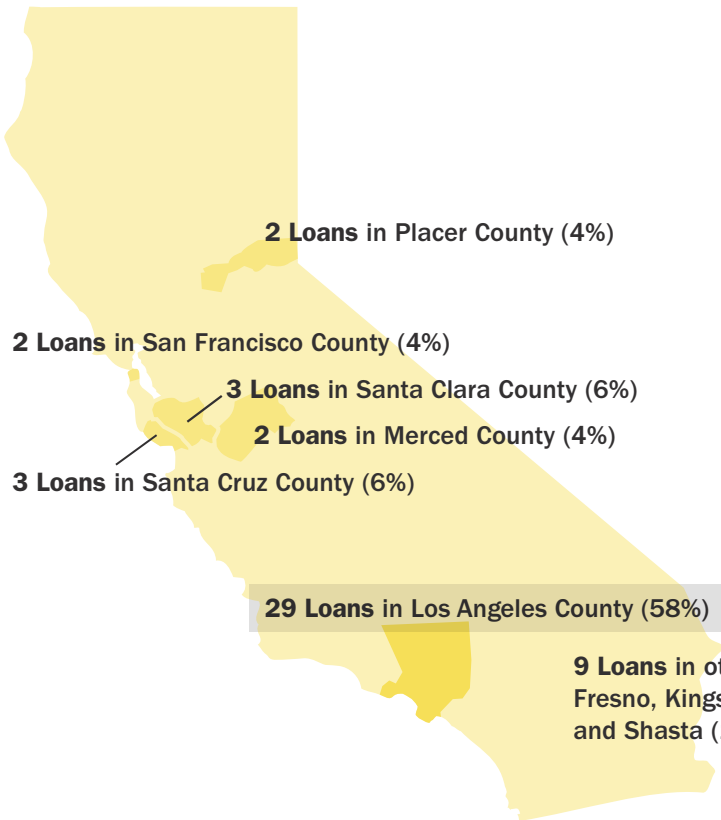 2 Loans in Placer County (4%)
2 Loans in San Francisco County (4%)
3 Loans in Santa Clara County (6%)
2 Loans in Merced County (4%)
3 Loans in Santa Cruz County (6%)
29 Loans in Los Angeles County (58%)
9 Loans in
Fresno,
and Shasta